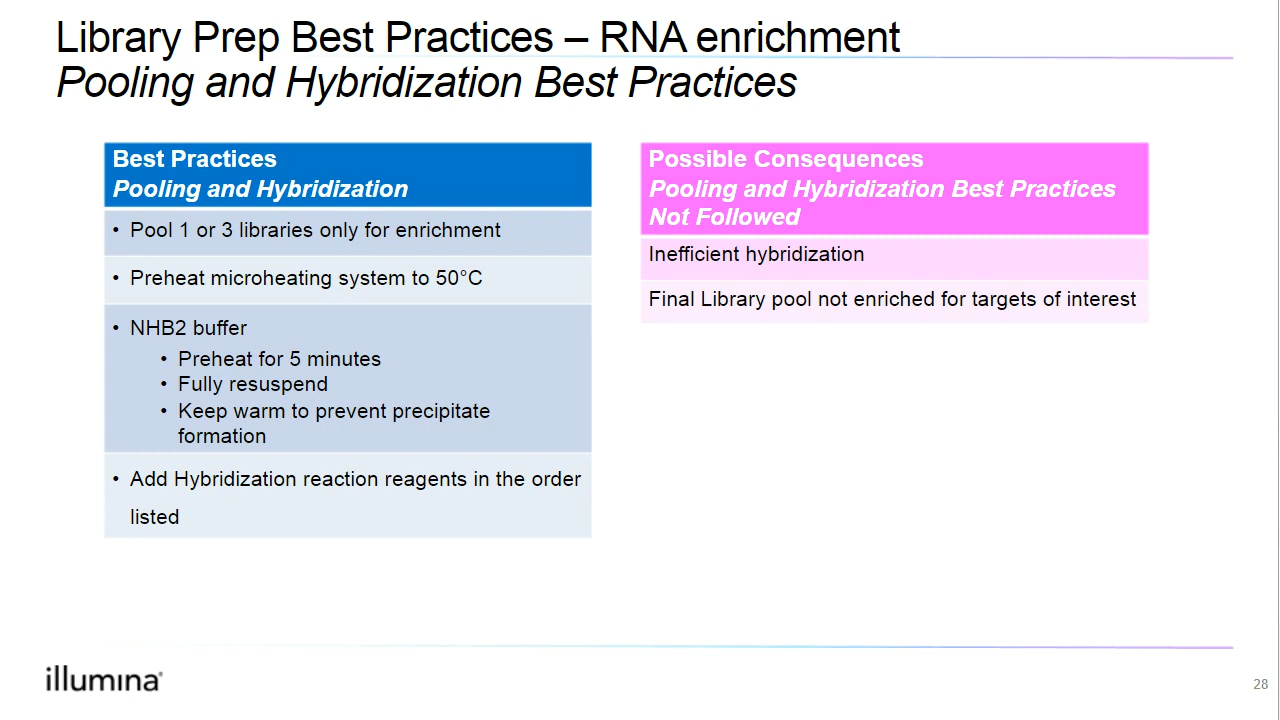 Library Prep Best Practices – RNA enrichment
Pooling and Hybridization Best Practices
Best Practices
Pooling and Hybridization
• Pool 1 or 3 libraries only for enrichment
• Preheat microheating system to 50°C
• NHB2 buffer
• Preheat for 5 minutes
• Fully resuspend
• Keep warm to prevent precipitate
formation
• Add Hybridization reaction reagents in the order
listed
Possible Consequences
Pooling and Hybridization Best Practices
Not Followed
Inefficient hybridization
Final Library pool not enriched for targets of interest
illumina®
28